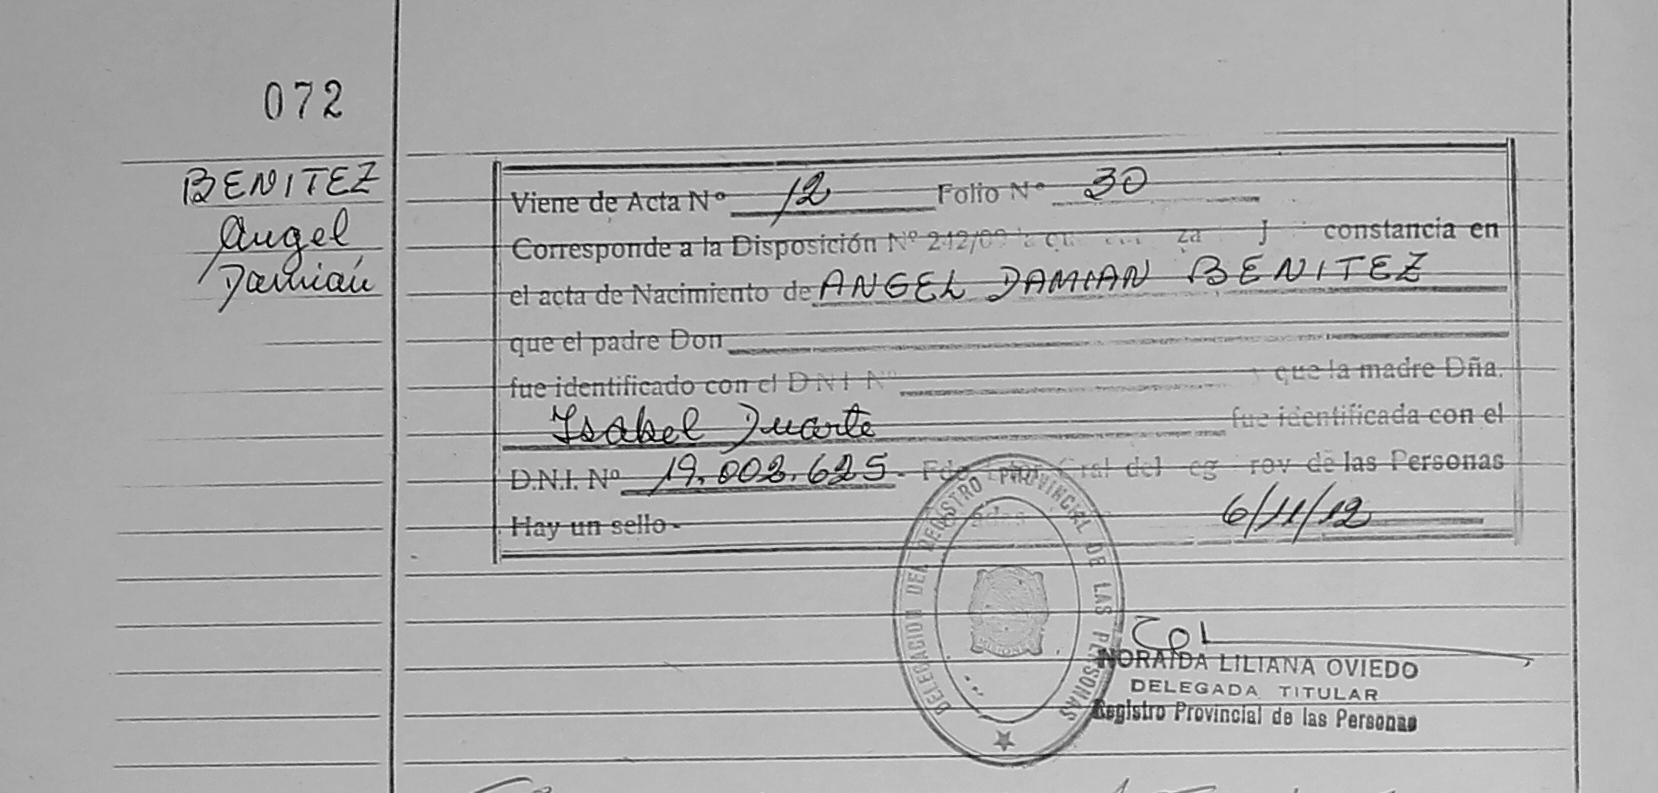 072
BENITEZ
Angel
Damián
Viene de Acta Nº 12 Folio Nº 30
Corresponde a la Disposición Nº 242/09 constancia en
el acta de Nacimiento de ANGEL DAMIAN BENITEZ
que el padre Don
fue identificado con el DNI Nº y que la madre Dña.
Isabel Duarte fue identificada con el
D.N.I. Nº 19.002.625.- Gral del de las Personas
Hay un sello- 6/11/12
DELEGACION DEL REGISTRO PROVINCIAL DE LAS PERSONAS
NORAIDA LILIANA OVIEDO
DELEGADA TITULAR
Registro Provincial de las Personas